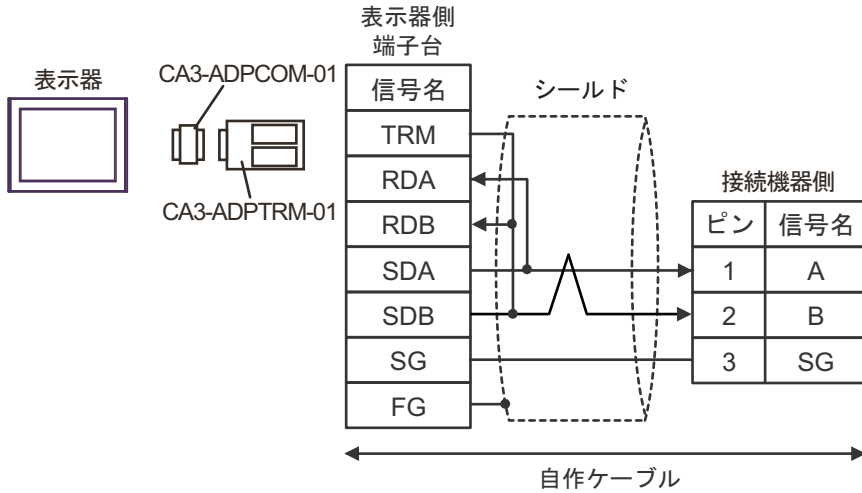 表示器側
端子台
表示器
CA3-ADPCOM-01
CA3-ADPTRM-01
信号名
TRM
RDA
RDB
SDA
SDB
SG
FG
シールド
接続機器側
ピン 信号名
1 A
2 B
3 SG
自作ケーブル